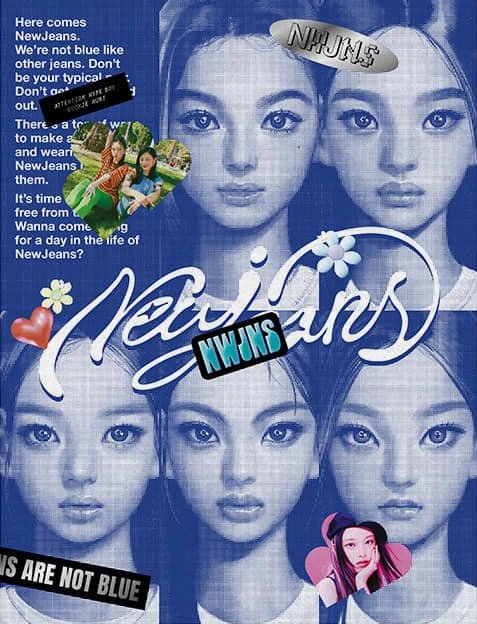 Here comes
NewJeans.
We're not blue like
other jeans. Don't
be your typical
Don't
out.
ATTENTION HYPE BOY
COOKIE HURT
There's a
to make a
and
NewJeans
them.
It's time
free from
Wanna come
for a day in the life of
NewJeans?
NWJNS
Newjeans
NWJNS
NS ARE NOT BLUE